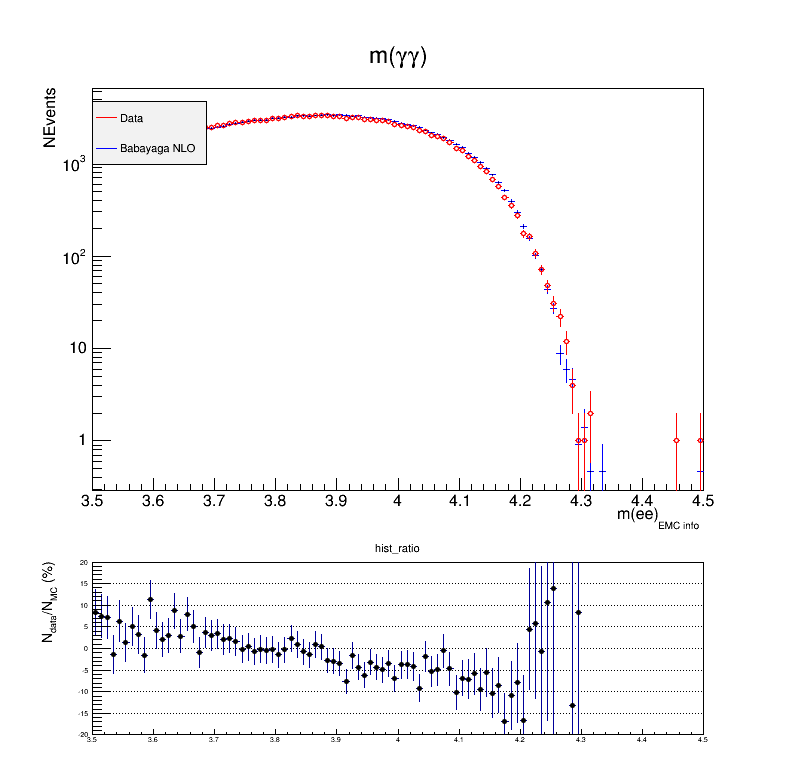 m(γγ)
NEvents
Data
Babayaga NLO
10³
10²
10
1
3.5 3.6 3.7 3.8 3.9 4 4.1 4.2 4.3 4.4 4.5
m(ee)EMC info
hist_ratio
Ndata/NMC (%)
20
15
10
5
0
-5
-10
-15
-20
3.5 3.6 3.7 3.8 3.9 4 4.1 4.2 4.3 4.4 4.5